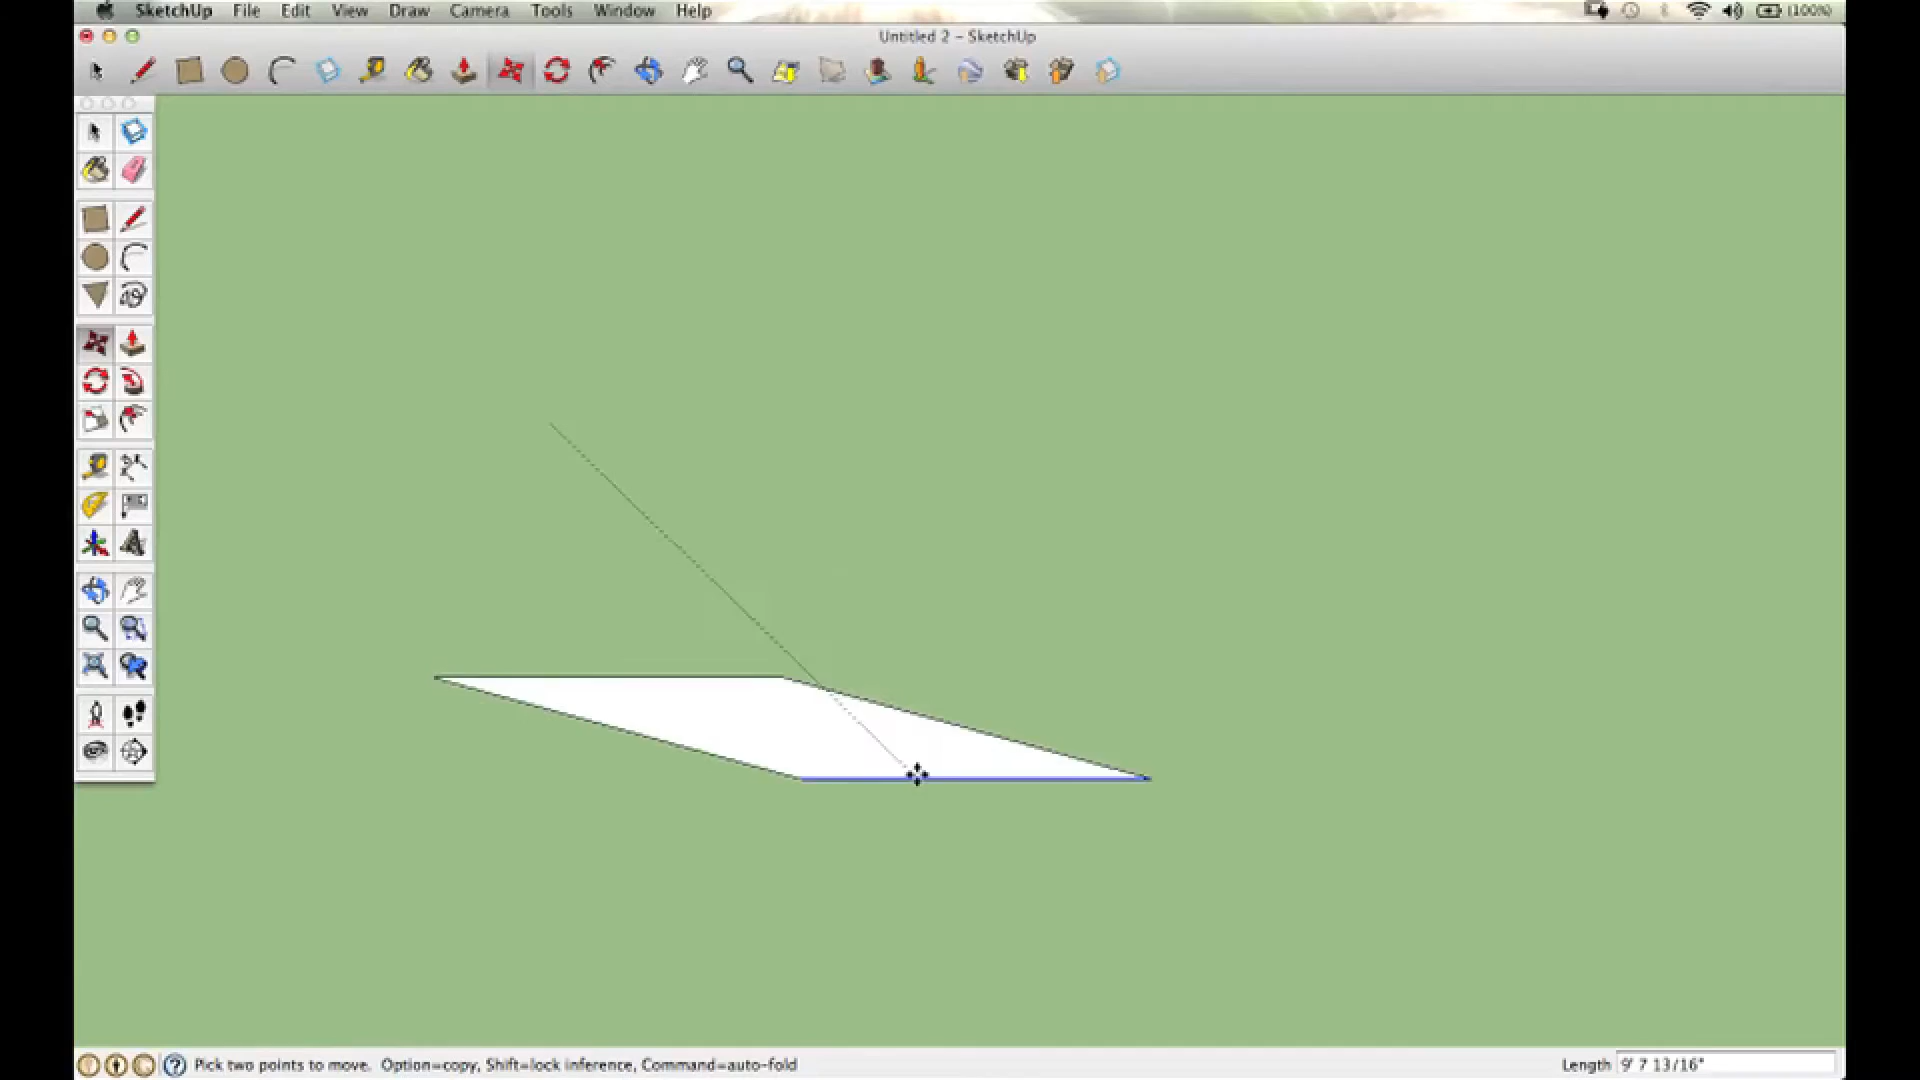 SketchUp File Edit View Draw Camera Tools Window Help (100%)
Untitled 2 – SketchUp
Pick two points to move. Option=copy, Shift=lock inference, Command=auto-fold Length 9' 7 13/16"